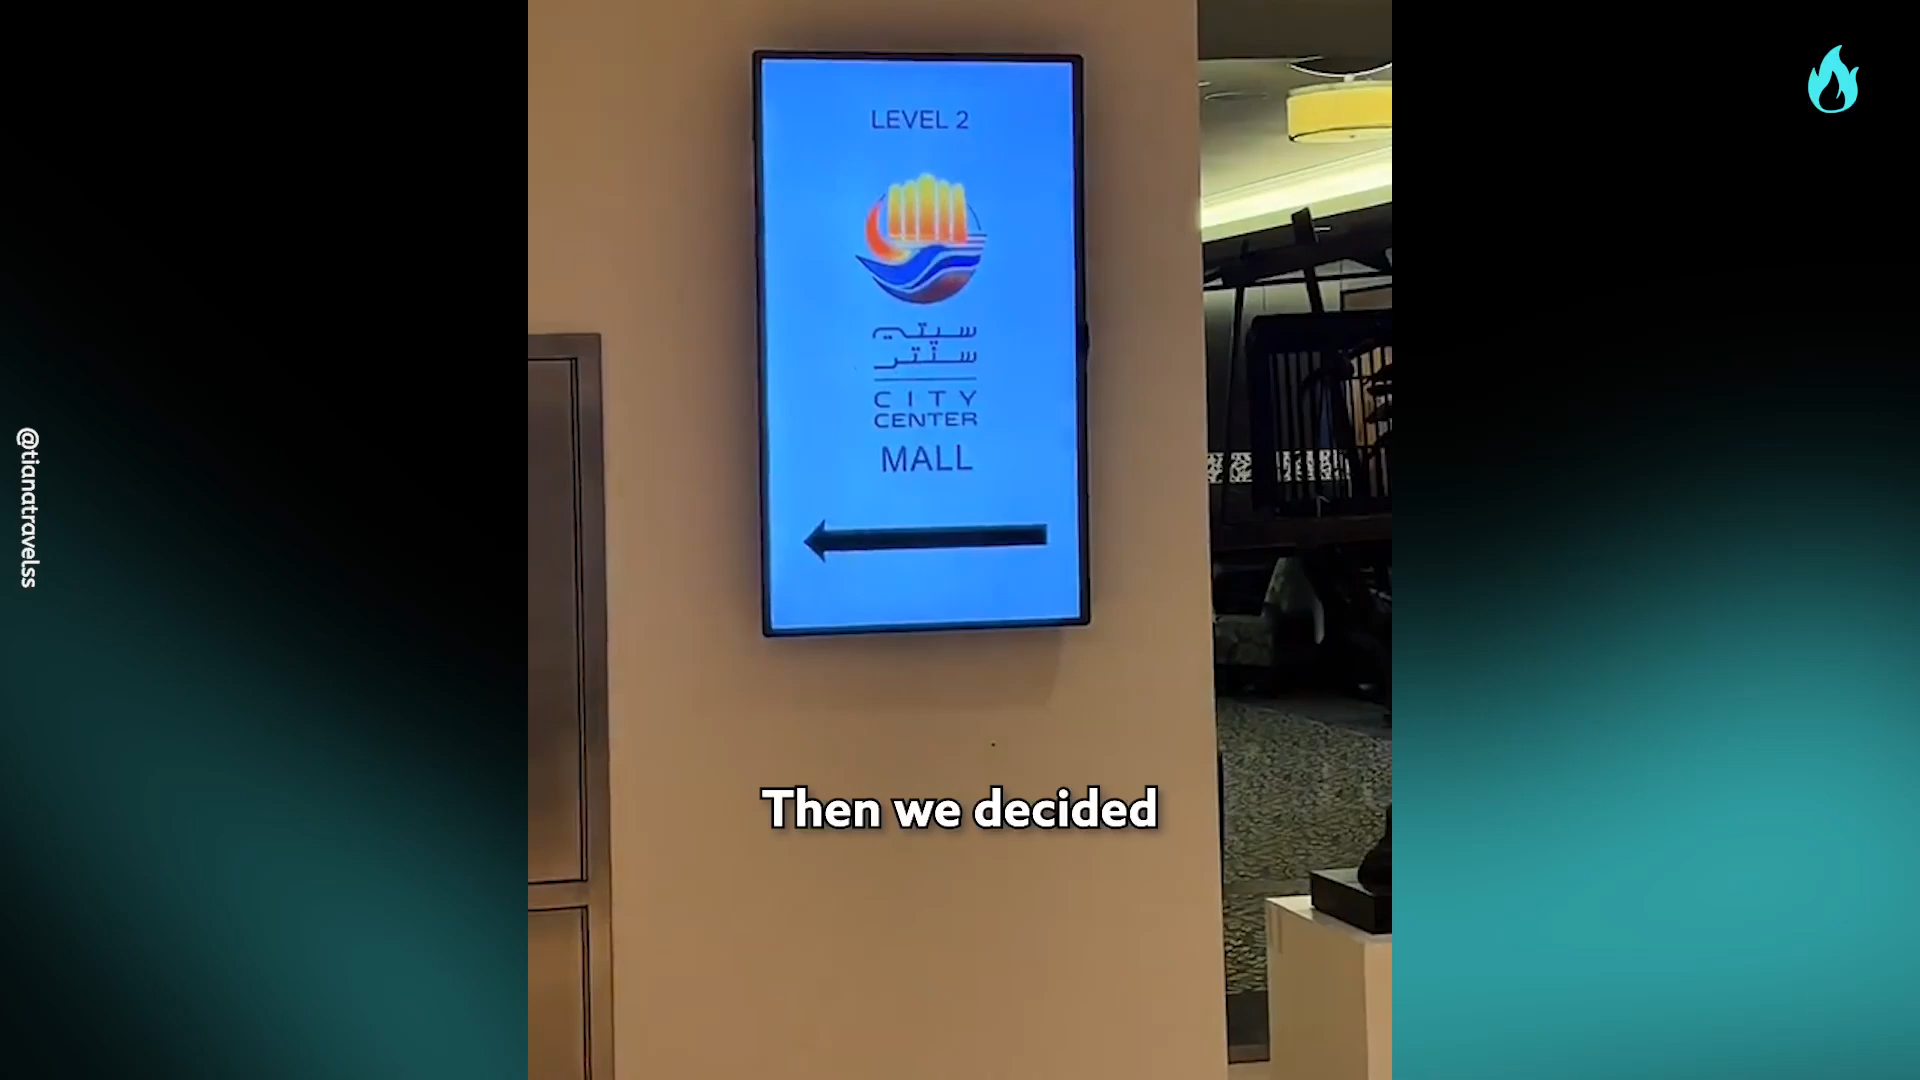 LEVEL 2
سيتي
سنتر
CITY
CENTER
MALL
Then we decided
@tianatravelss